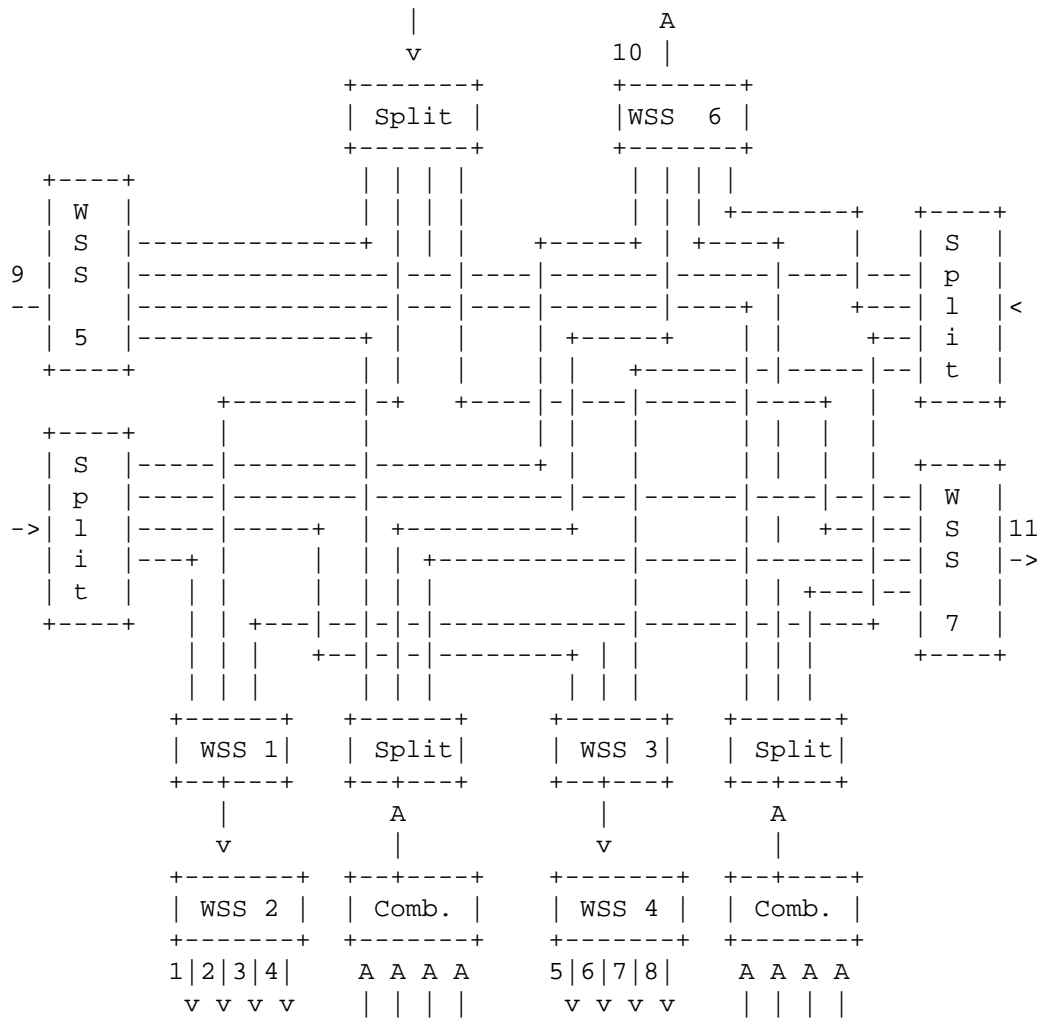 10
Split
WSS 6
W
S S
9 S p
l
5 i
t
S
p W
l S 11
i S
t
7
WSS 1 Split WSS 3 Split
WSS 2 Comb. WSS 4 Comb.
1 2 3 4 5 6 7 8